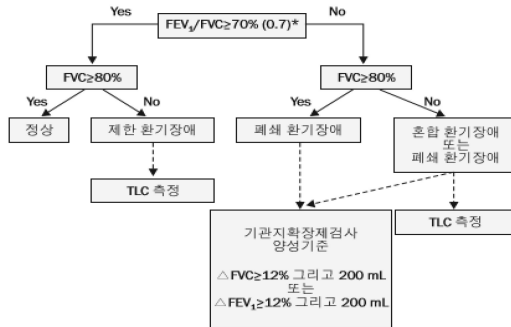 Yes
FEV₁/FVC≥70% (0.7)*
No
FVC≥80%
FVC≥80%
Yes
No
Yes
No
정상
제한 환기장애
폐쇄 환기장애
혼합 환기장애
또는
폐쇄 환기장애
TLC 측정
TLC 측정
기관지확장제검사
양성기준
△FVC≥12% 그리고 200 mL
또는
△FEV₁≥12% 그리고 200 mL